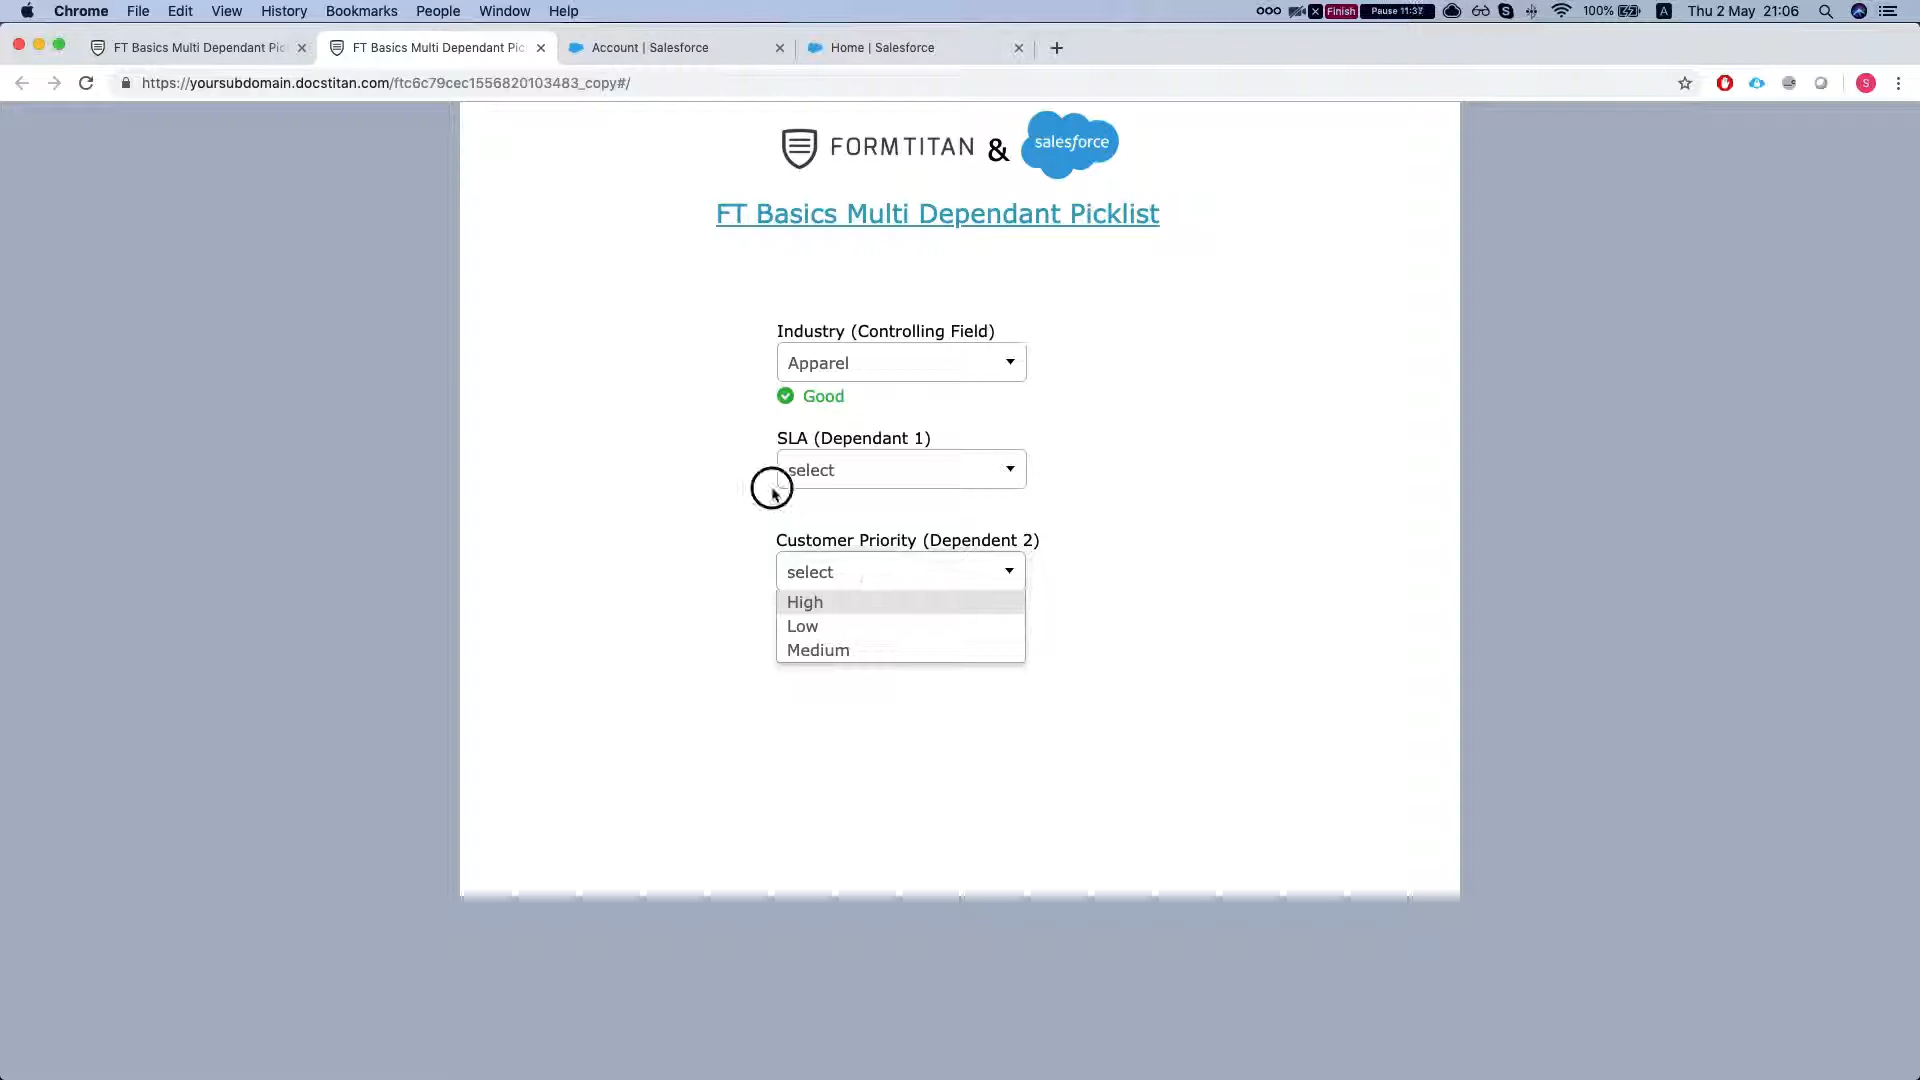 Chrome File Edit View History Bookmarks People Window Help Finish Pause 11:37 100% A Thu 2 May 21:06
FT Basics Multi Dependant Pic FT Basics Multi Dependant Pic Account | Salesforce Home | Salesforce
https://yoursubdomain.docstitan.com/ftc6c79cec1556820103483_copy#/ S
FORMTITAN & salesforce
FT Basics Multi Dependant Picklist
Industry (Controlling Field)
Apparel
Good
SLA (Dependant 1)
select
Customer Priority (Dependent 2)
select
High
Low
Medium